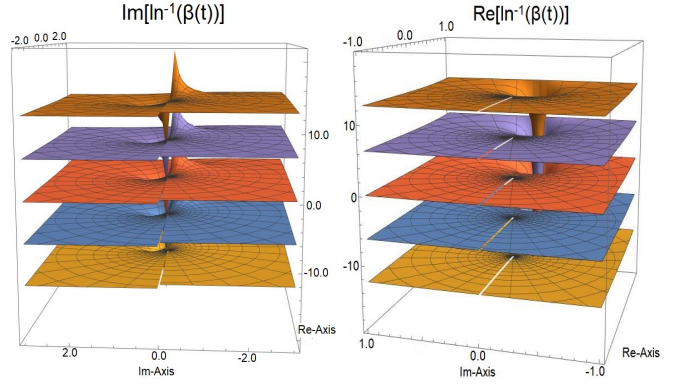 Im[ln⁻¹(β(t))]
Re[ln⁻¹(β(t))]
-2.0 0.0 2.0
10.0
0.0
-10.0
Re-Axis
2.0 0.0 -2.0
Im-Axis
-1.0 0.0 1.0
10
0
-10
1.0 0.0 -1.0
Im-Axis
Re-Axis